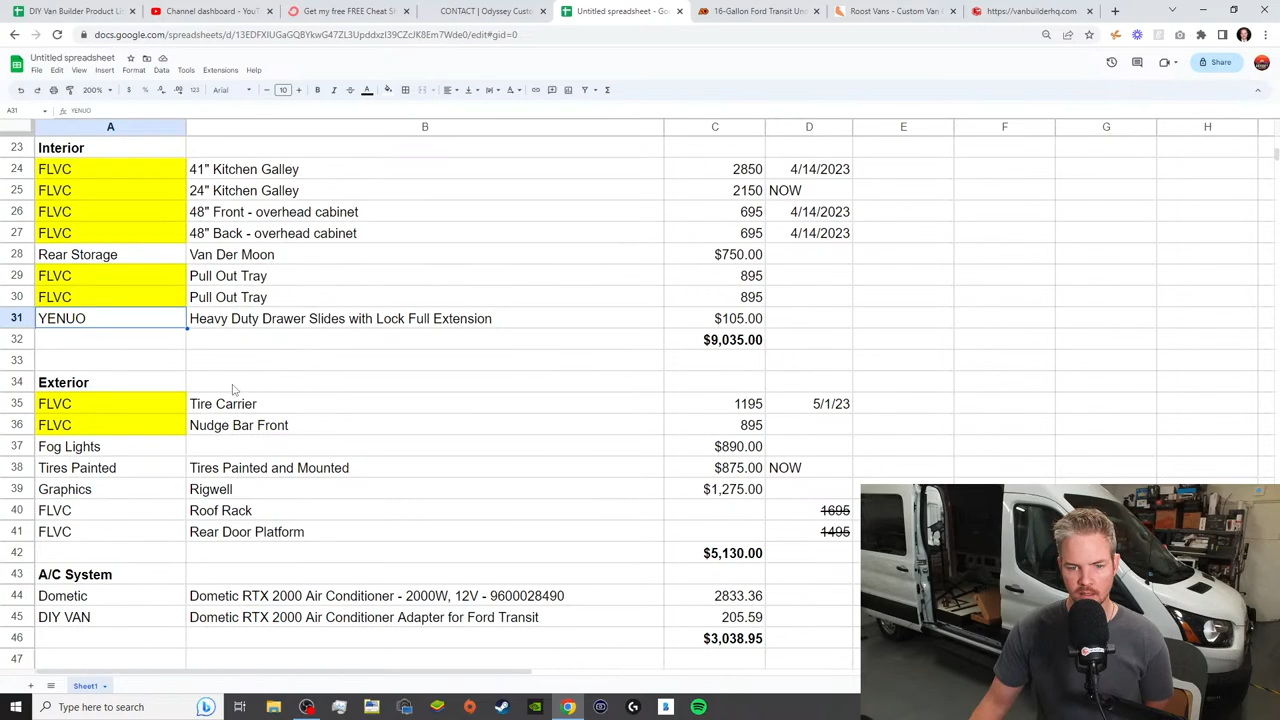 DIY Van Builder Product Li
Channel dashboard - YouT
Get my free FREE Cheat S
CONTACT | Odyssey Custo
Untitled spreadsheet - Go
16-Gallon Ford Transit Und
Roost Vans - Custom Van
https://vanbuilderhq.com
docs.google.com/spreadsheets/d/13EDFXIUGaGQBYkwG47ZL3UpddxzI39CZcJK8Em7Wde0/edit#gid=0
Untitled spreadsheet
File Edit View Insert Format Data Tools Extensions Help
Share
200% $ % .0 .00 123 Arial 10 B I A
A31 YENUO
A B C D E F G H
23 Interior
24 FLVC 41" Kitchen Galley 2850 4/14/2023
25 FLVC 24" Kitchen Galley 2150 NOW
26 FLVC 48" Front - overhead cabinet 695 4/14/2023
27 FLVC 48" Back - overhead cabinet 695 4/14/2023
28 Rear Storage Van Der Moon $750.00
29 FLVC Pull Out Tray 895
30 FLVC Pull Out Tray 895
31 YENUO Heavy Duty Drawer Slides with Lock Full Extension $105.00
32 $9,035.00
33
34 Exterior
35 FLVC Tire Carrier 1195 5/1/23
36 FLVC Nudge Bar Front 895
37 Fog Lights $890.00
38 Tires Painted Tires Painted and Mounted $875.00 NOW
39 Graphics Rigwell $1,275.00
40 FLVC Roof Rack 1695
41 FLVC Rear Door Platform 1495
42 $5,130.00
43 A/C System
44 Dometic Dometic RTX 2000 Air Conditioner - 2000W, 12V - 9600028490 2833.36
45 DIY VAN Dometic RTX 2000 Air Conditioner Adapter for Ford Transit 205.59
46 $3,038.95
47
Sheet1
Type here to search